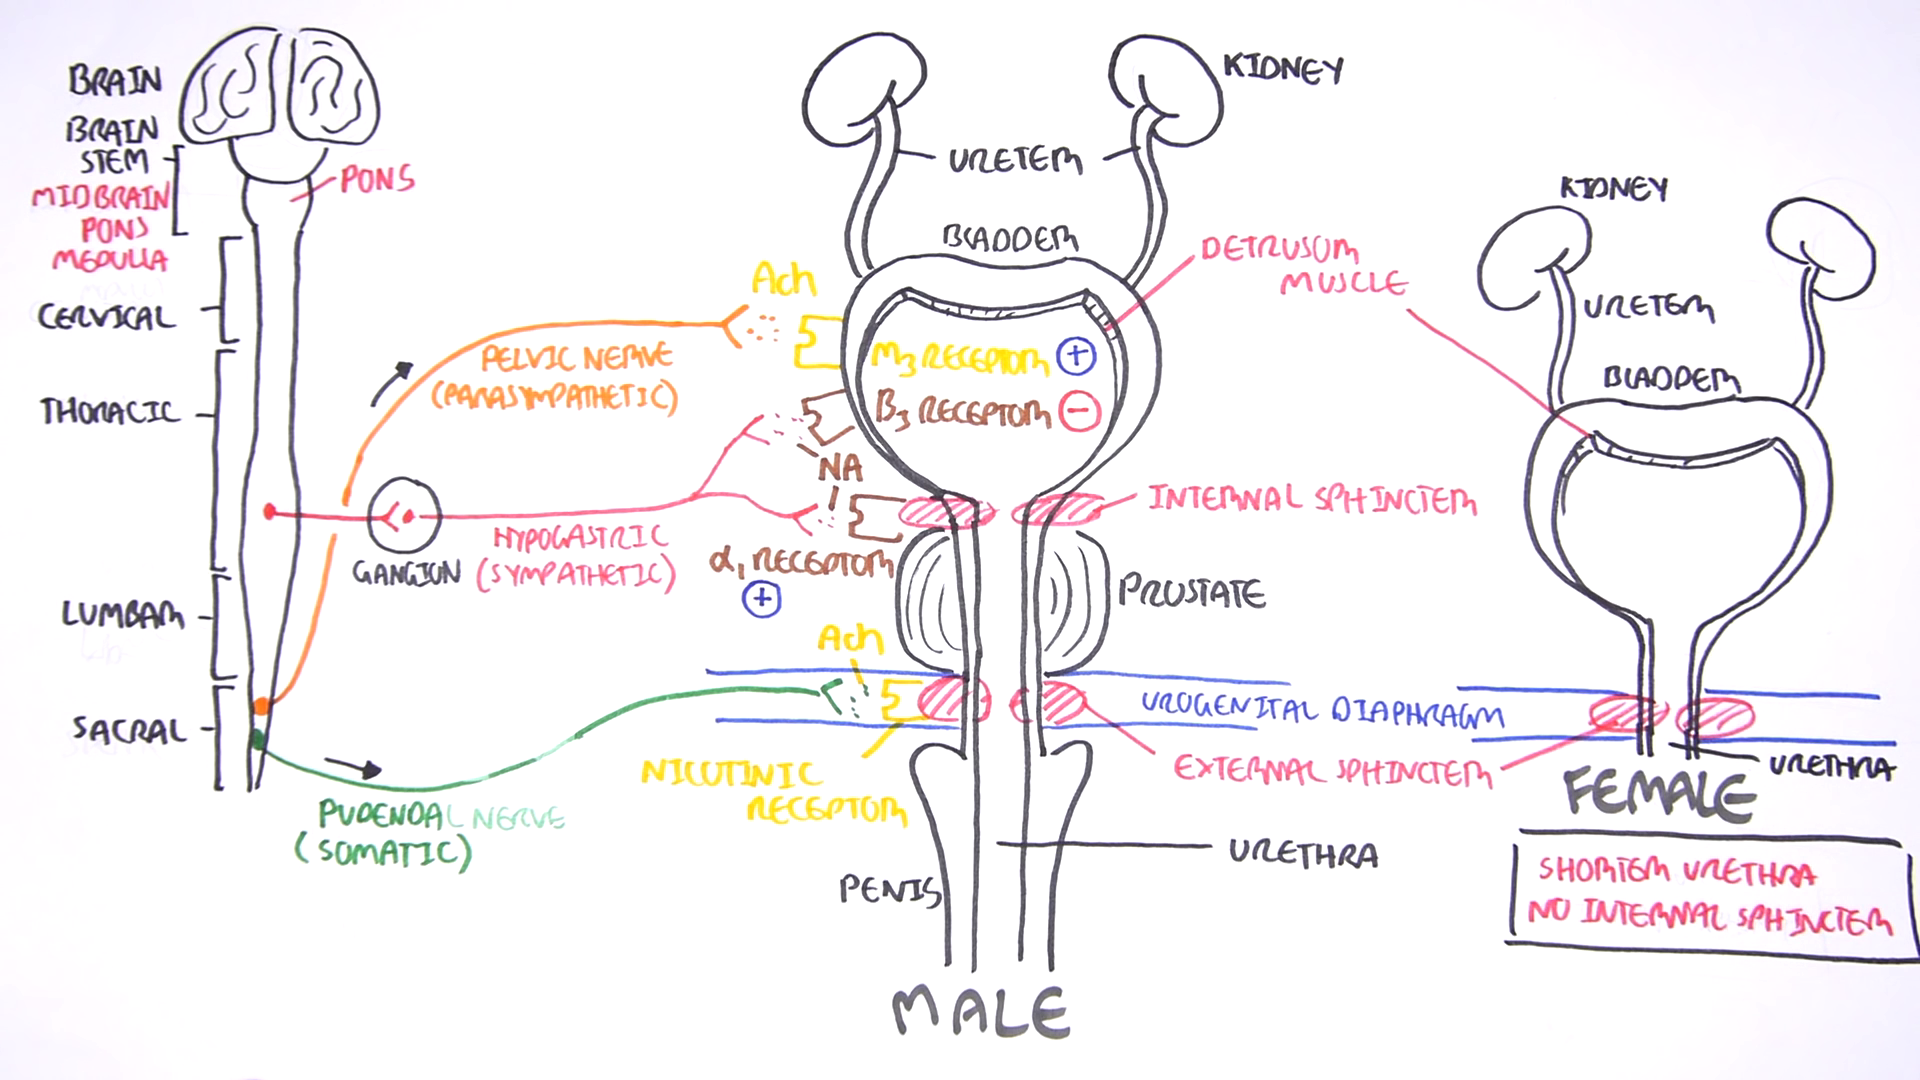 BRAIN
BRAIN
STEM
MIDBRAIN
PONS
MEDULLA
PONS
CERVICAL
THORACIC
LUMBAR
SACRAL
PELVIC NERVE
(PARASYMPATHETIC)
GANGION
HYPOGASTRIC
(SYMPATHETIC)
PUDENDAL NERVE
(SOMATIC)
Ach
M3 RECEPTOR +
B3 RECEPTOR −
NA
α1 RECEPTOR
+
Ach
NICOTINIC
RECEPTOR
KIDNEY
URETER
BLADDER
DETRUSOR
MUSCLE
INTERNAL SPHINCTER
PROSTATE
UROGENITAL DIAPHRAGM
EXTERNAL SPHINCTER
URETHRA
PENIS
MALE
KIDNEY
URETER
BLADDER
URETHRA
FEMALE
SHORTER URETHRA
NO INTERNAL SPHINCTER